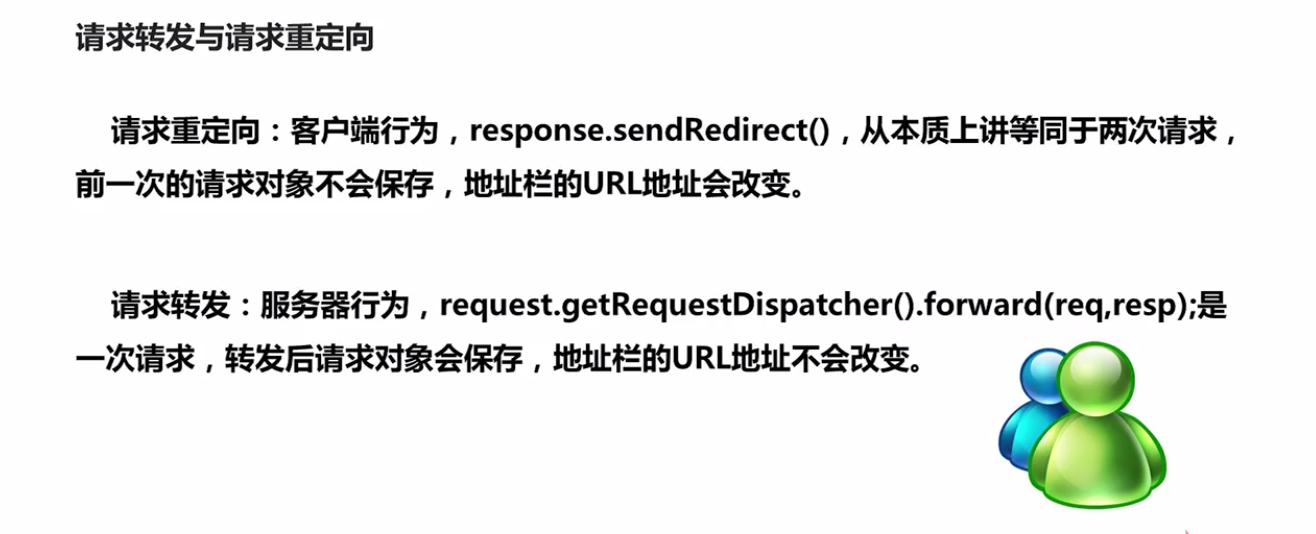 请求转发与请求重定向
请求重定向：客户端行为，response.sendRedirect()，从本质上讲等同于两次请求，
前一次的请求对象不会保存，地址栏的URL地址会改变。
请求转发：服务器行为，request.getRequestDispatcher().forward(req,resp);是
一次请求，转发后请求对象会保存，地址栏的URL地址不会改变。